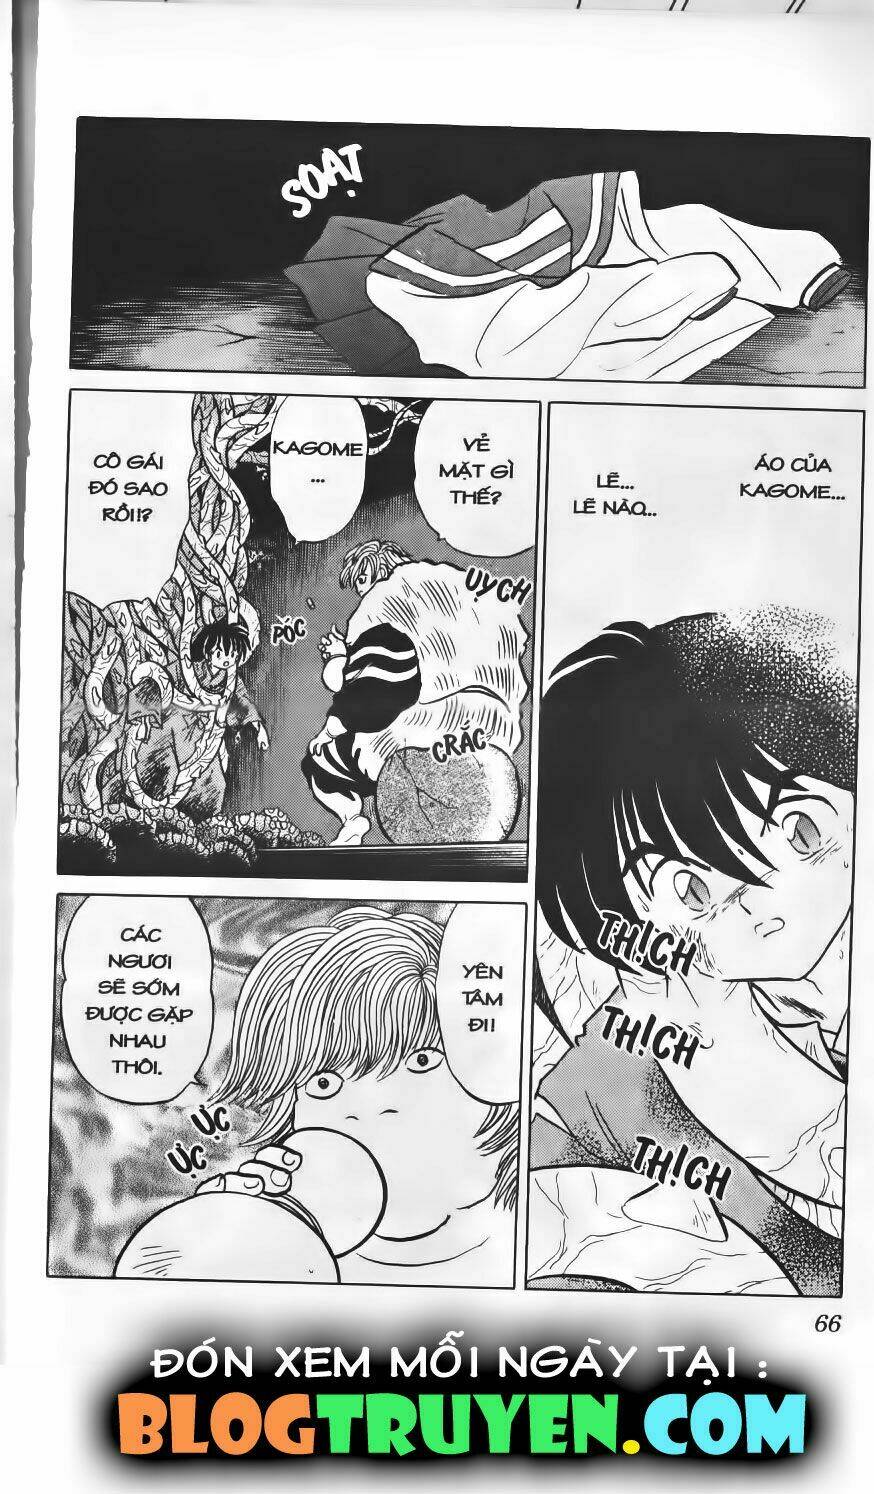 SOẠT
ÁO CỦA
KAGOME...
LẼ...
LẼ NÀO...
THỊCH
THỊCH
THỊCH
VẺ
MẶT GÌ
THẾ?
KAGOME
...
CÔ GÁI
ĐÓ SAO
RỒI!?
UỴCH
PÓC
CRẮC
YÊN
TÂM
ĐI!
CÁC
NGƯƠI
SẼ SỚM
ĐƯỢC GẶP
NHAU
THÔI.
ỰC
ỰC
66
ĐÓN XEM MỖI NGÀY TẠI :
BLOGTRUYEN.COM